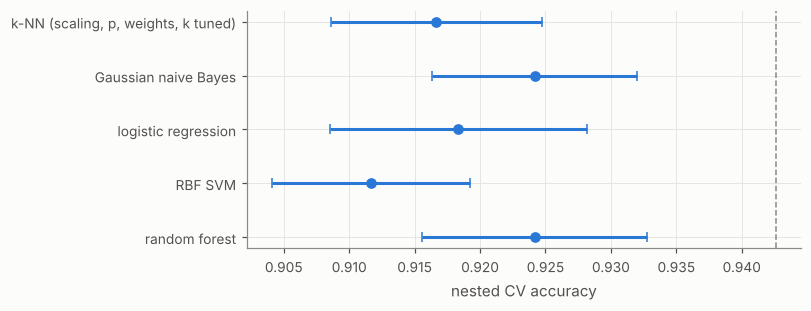 k-NN (scaling, p, weights, k tuned)
Gaussian naive Bayes
logistic regression
RBF SVM
random forest
0.905 0.910 0.915 0.920 0.925 0.930 0.935 0.940
nested CV accuracy